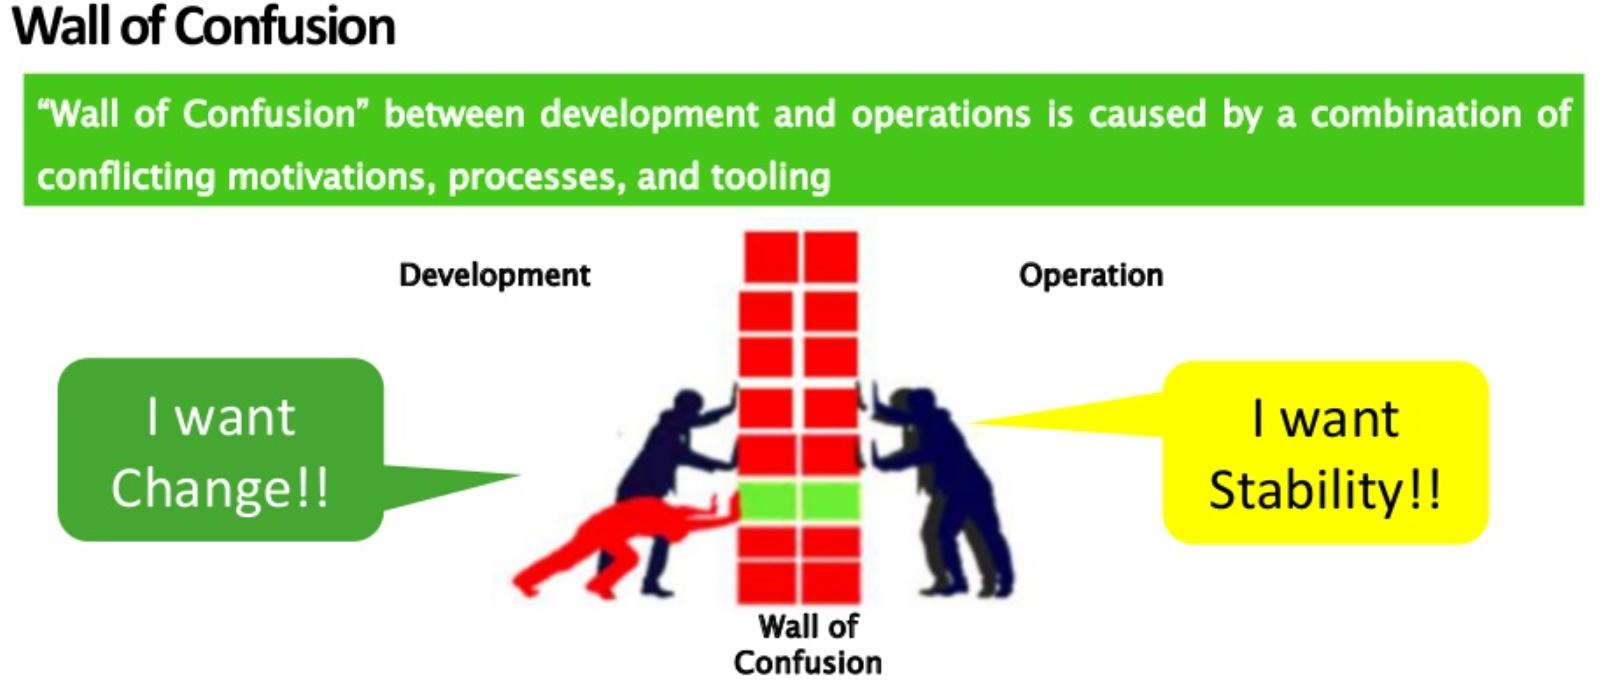 Wall of Confusion
“Wall of Confusion” between development and operations is caused by a combination of
conflicting motivations, processes, and tooling
Development
Operation
I want
Change!!
I want
Stability!!
Wall of
Confusion